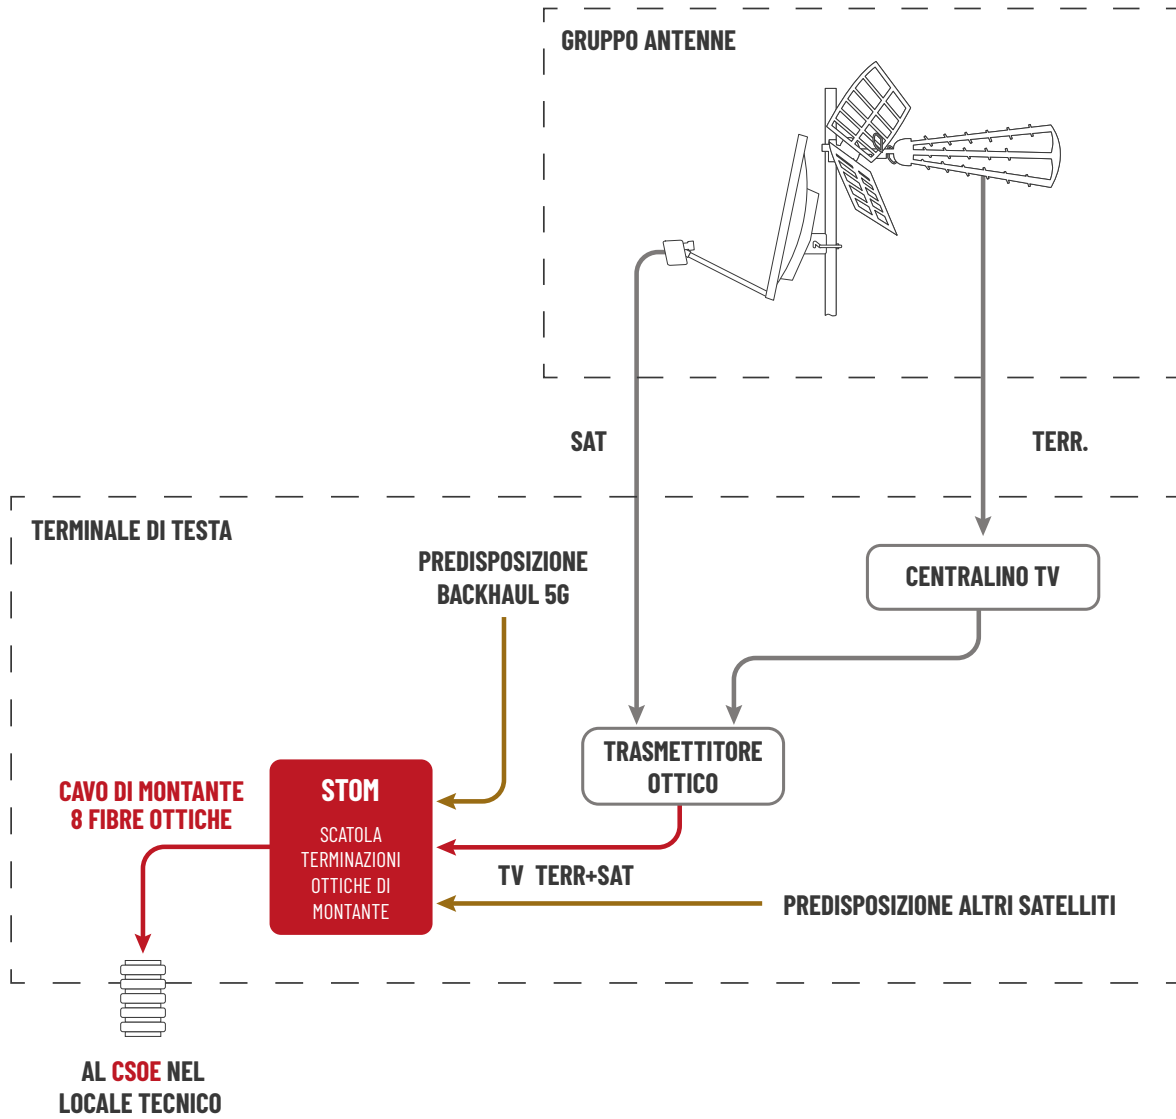 GRUPPO ANTENNE
SAT
TERR.
TERMINALE DI TESTA
PREDISPOSIZIONE
BACKHAUL 5G
CENTRALINO TV
TRASMETTITORE
OTTICO
CAVO DI MONTANTE
8 FIBRE OTTICHE
STOM
SCATOLA
TERMINAZIONI
OTTICHE DI
MONTANTE
TV TERR+SAT
PREDISPOSIZIONE ALTRI SATELLITI
AL CSOE NEL
LOCALE TECNICO